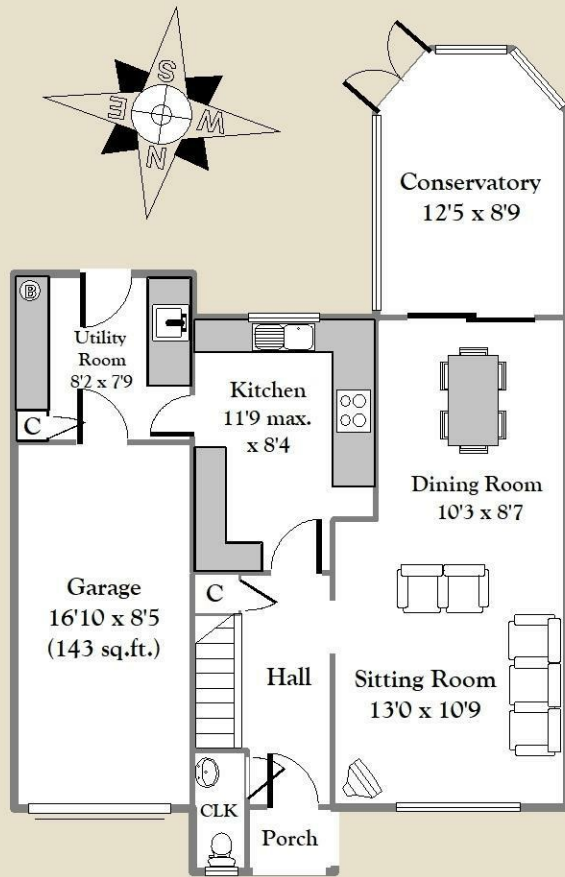 S
E
W
N
Conservatory
12'5 x 8'9
B
Utility
Room
8'2 x 7'9
C
Kitchen
11'9 max.
x 8'4
Dining Room
10'3 x 8'7
Garage
16'10 x 8'5
(143 sq.ft.)
C
Hall
Sitting Room
13'0 x 10'9
CLK
Porch